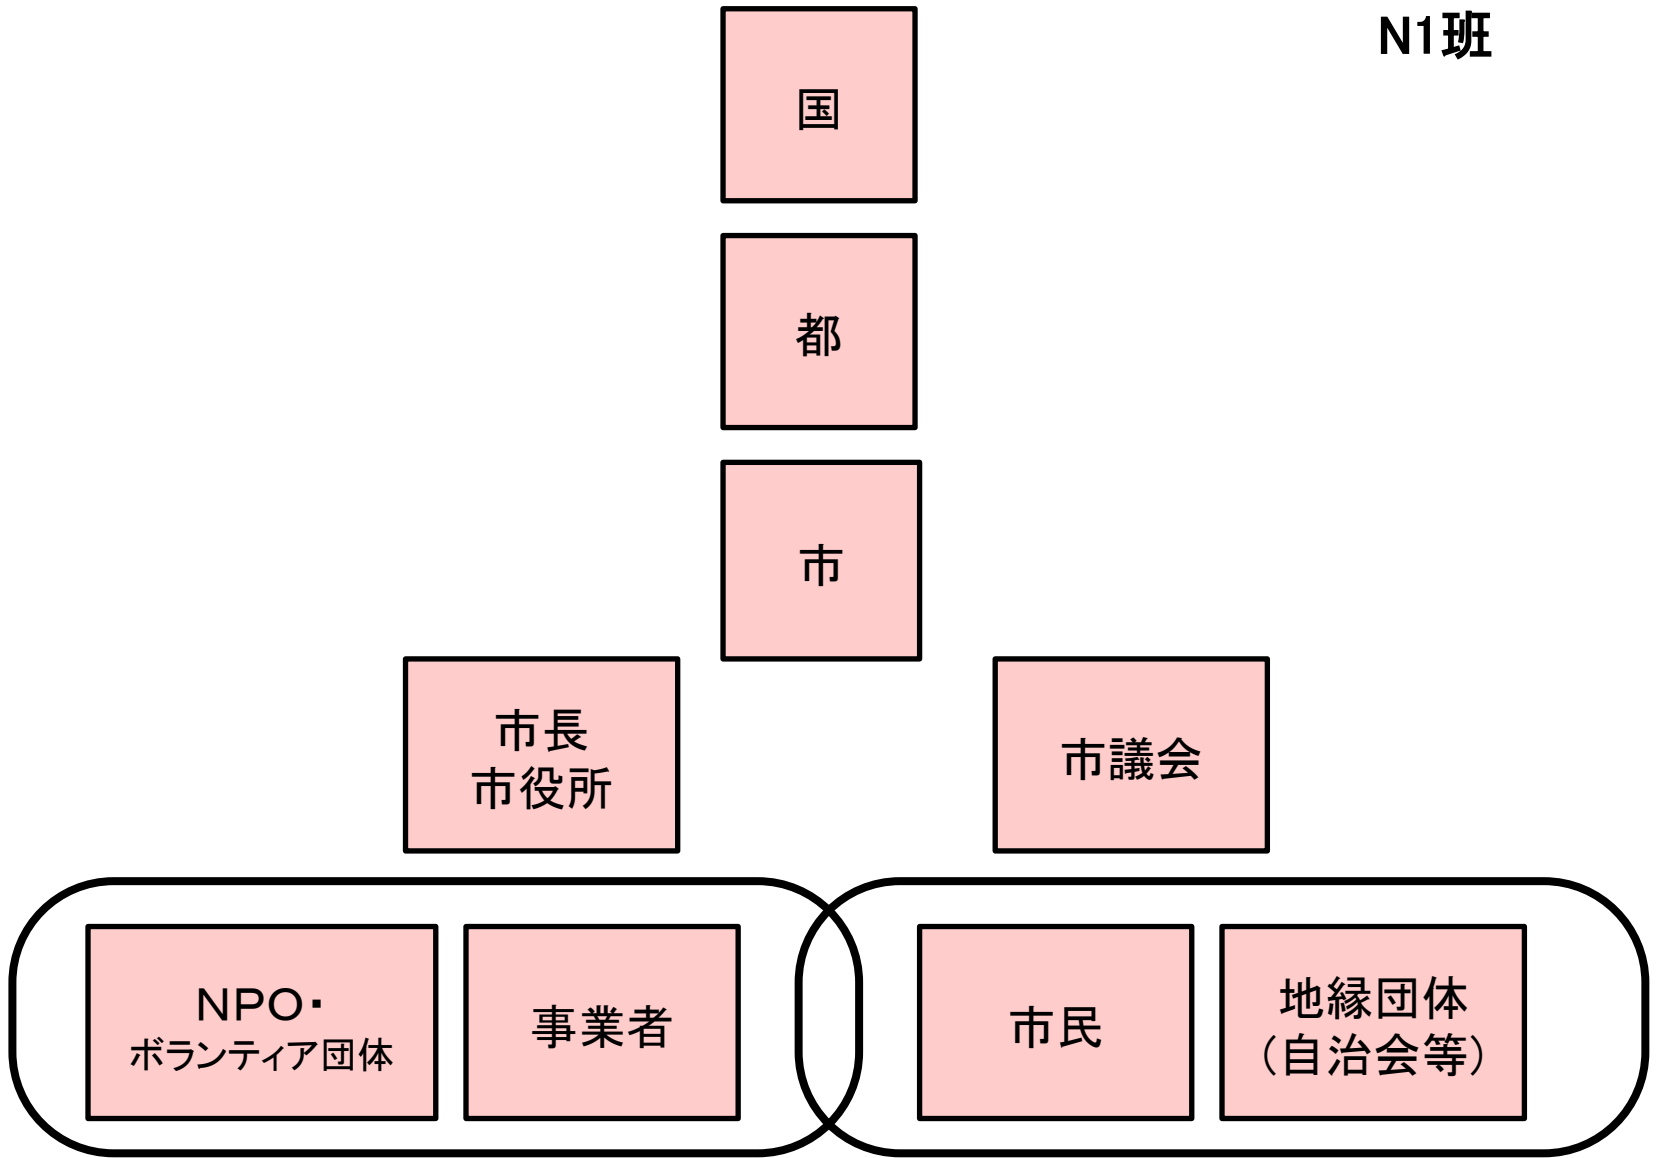 N1班
国
都
市
市長
市役所
市議会
NPO・
ボランティア団体
事業者
市民
地縁団体
（自治会等）